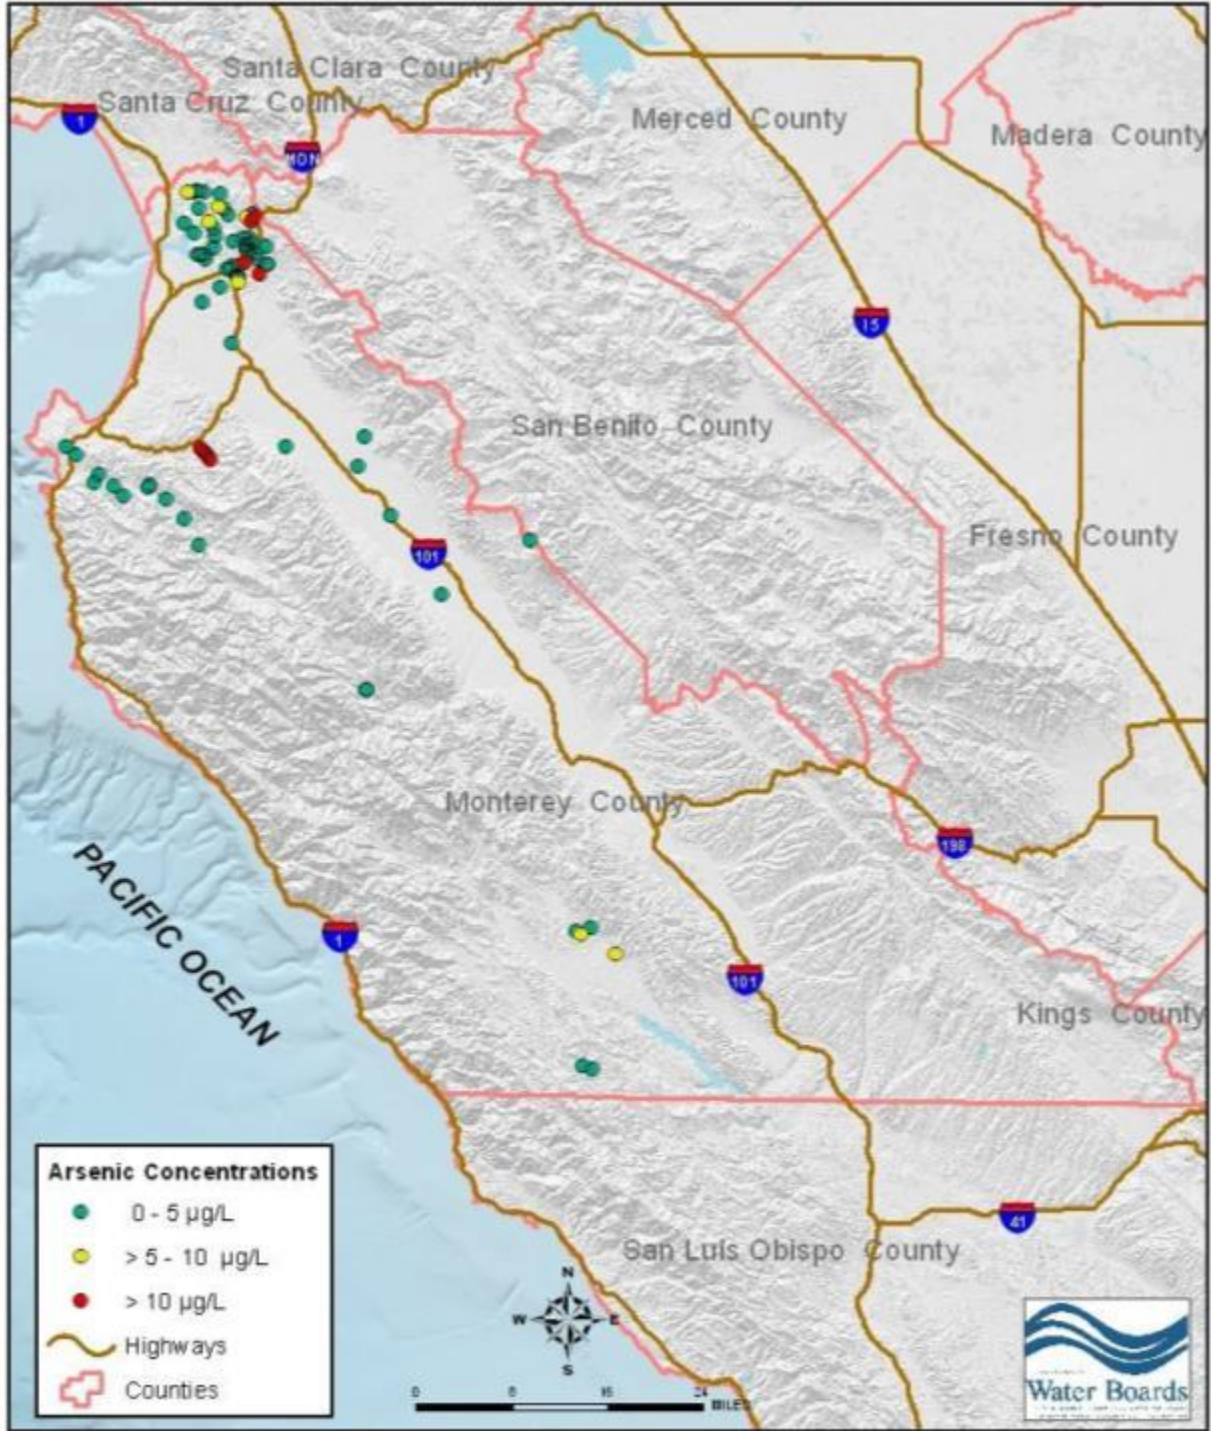 Santa Clara County
Santa Cruz County
1
Merced County
Madera County
MON
15
San Benito County
Fresno County
101
Monterey County
198
PACIFIC OCEAN
1
101
Kings County
Arsenic Concentrations
0 - 5 µg/L
> 5 - 10 µg/L
> 10 µg/L
Highways
Counties
41
San Luis Obispo County
N
W E
S
0 8 16 24 MILES
Water Boards